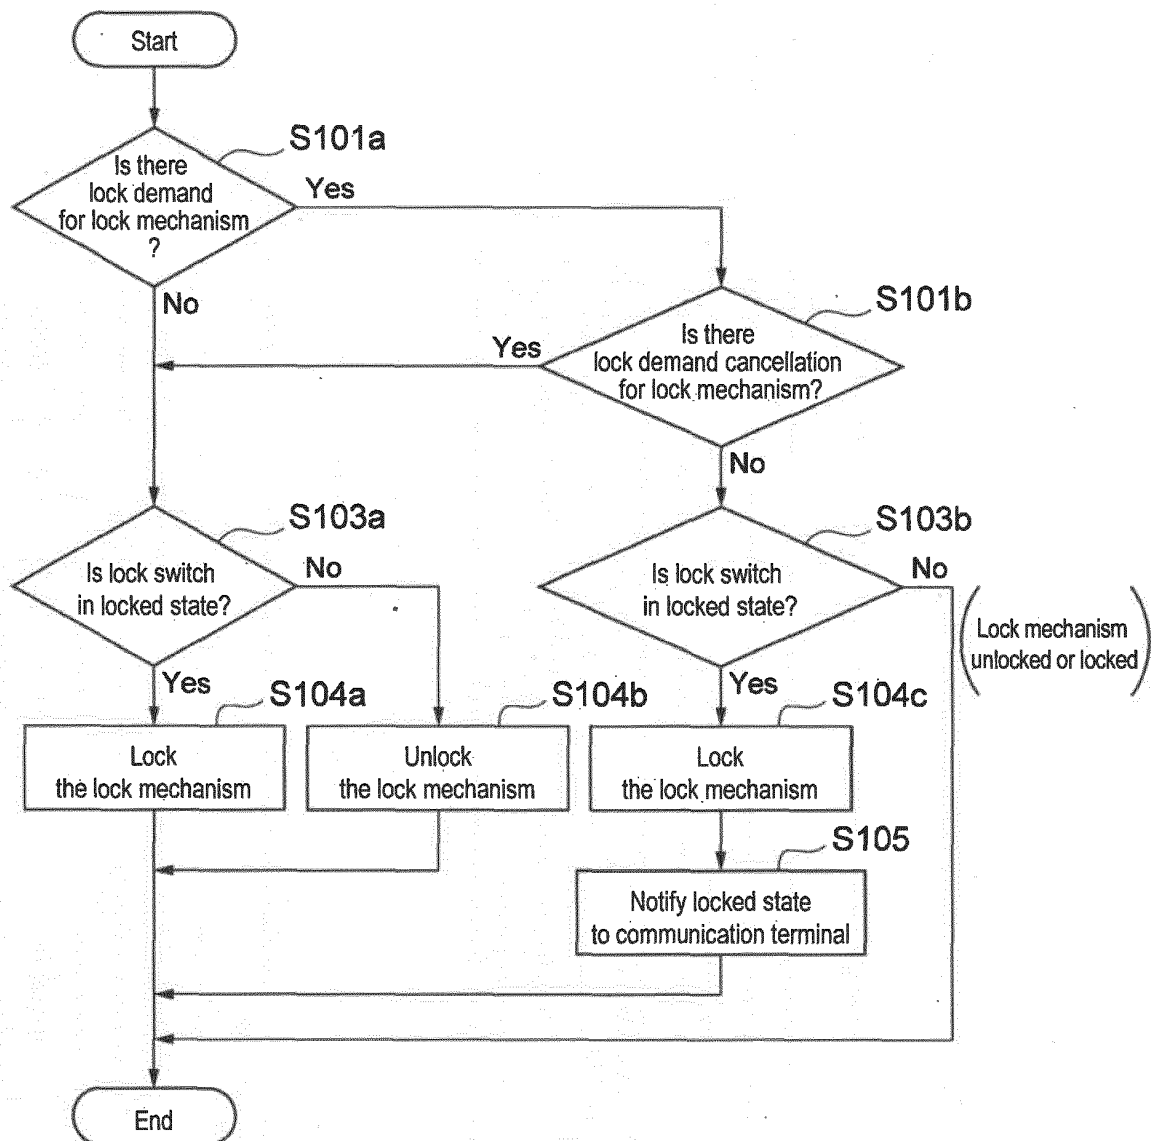 Start
S101a
Is there
lock demand
for lock mechanism
?
Yes
No
S101b
Is there
lock demand cancellation
for lock mechanism?
Yes
No
S103a
Is lock switch
in locked state?
No
Yes
S103b
Is lock switch
in locked state?
No
Yes
Lock mechanism
unlocked or locked
S104a
Lock
the lock mechanism
S104b
Unlock
the lock mechanism
S104c
Lock
the lock mechanism
S105
Notify locked state
to communication terminal
End